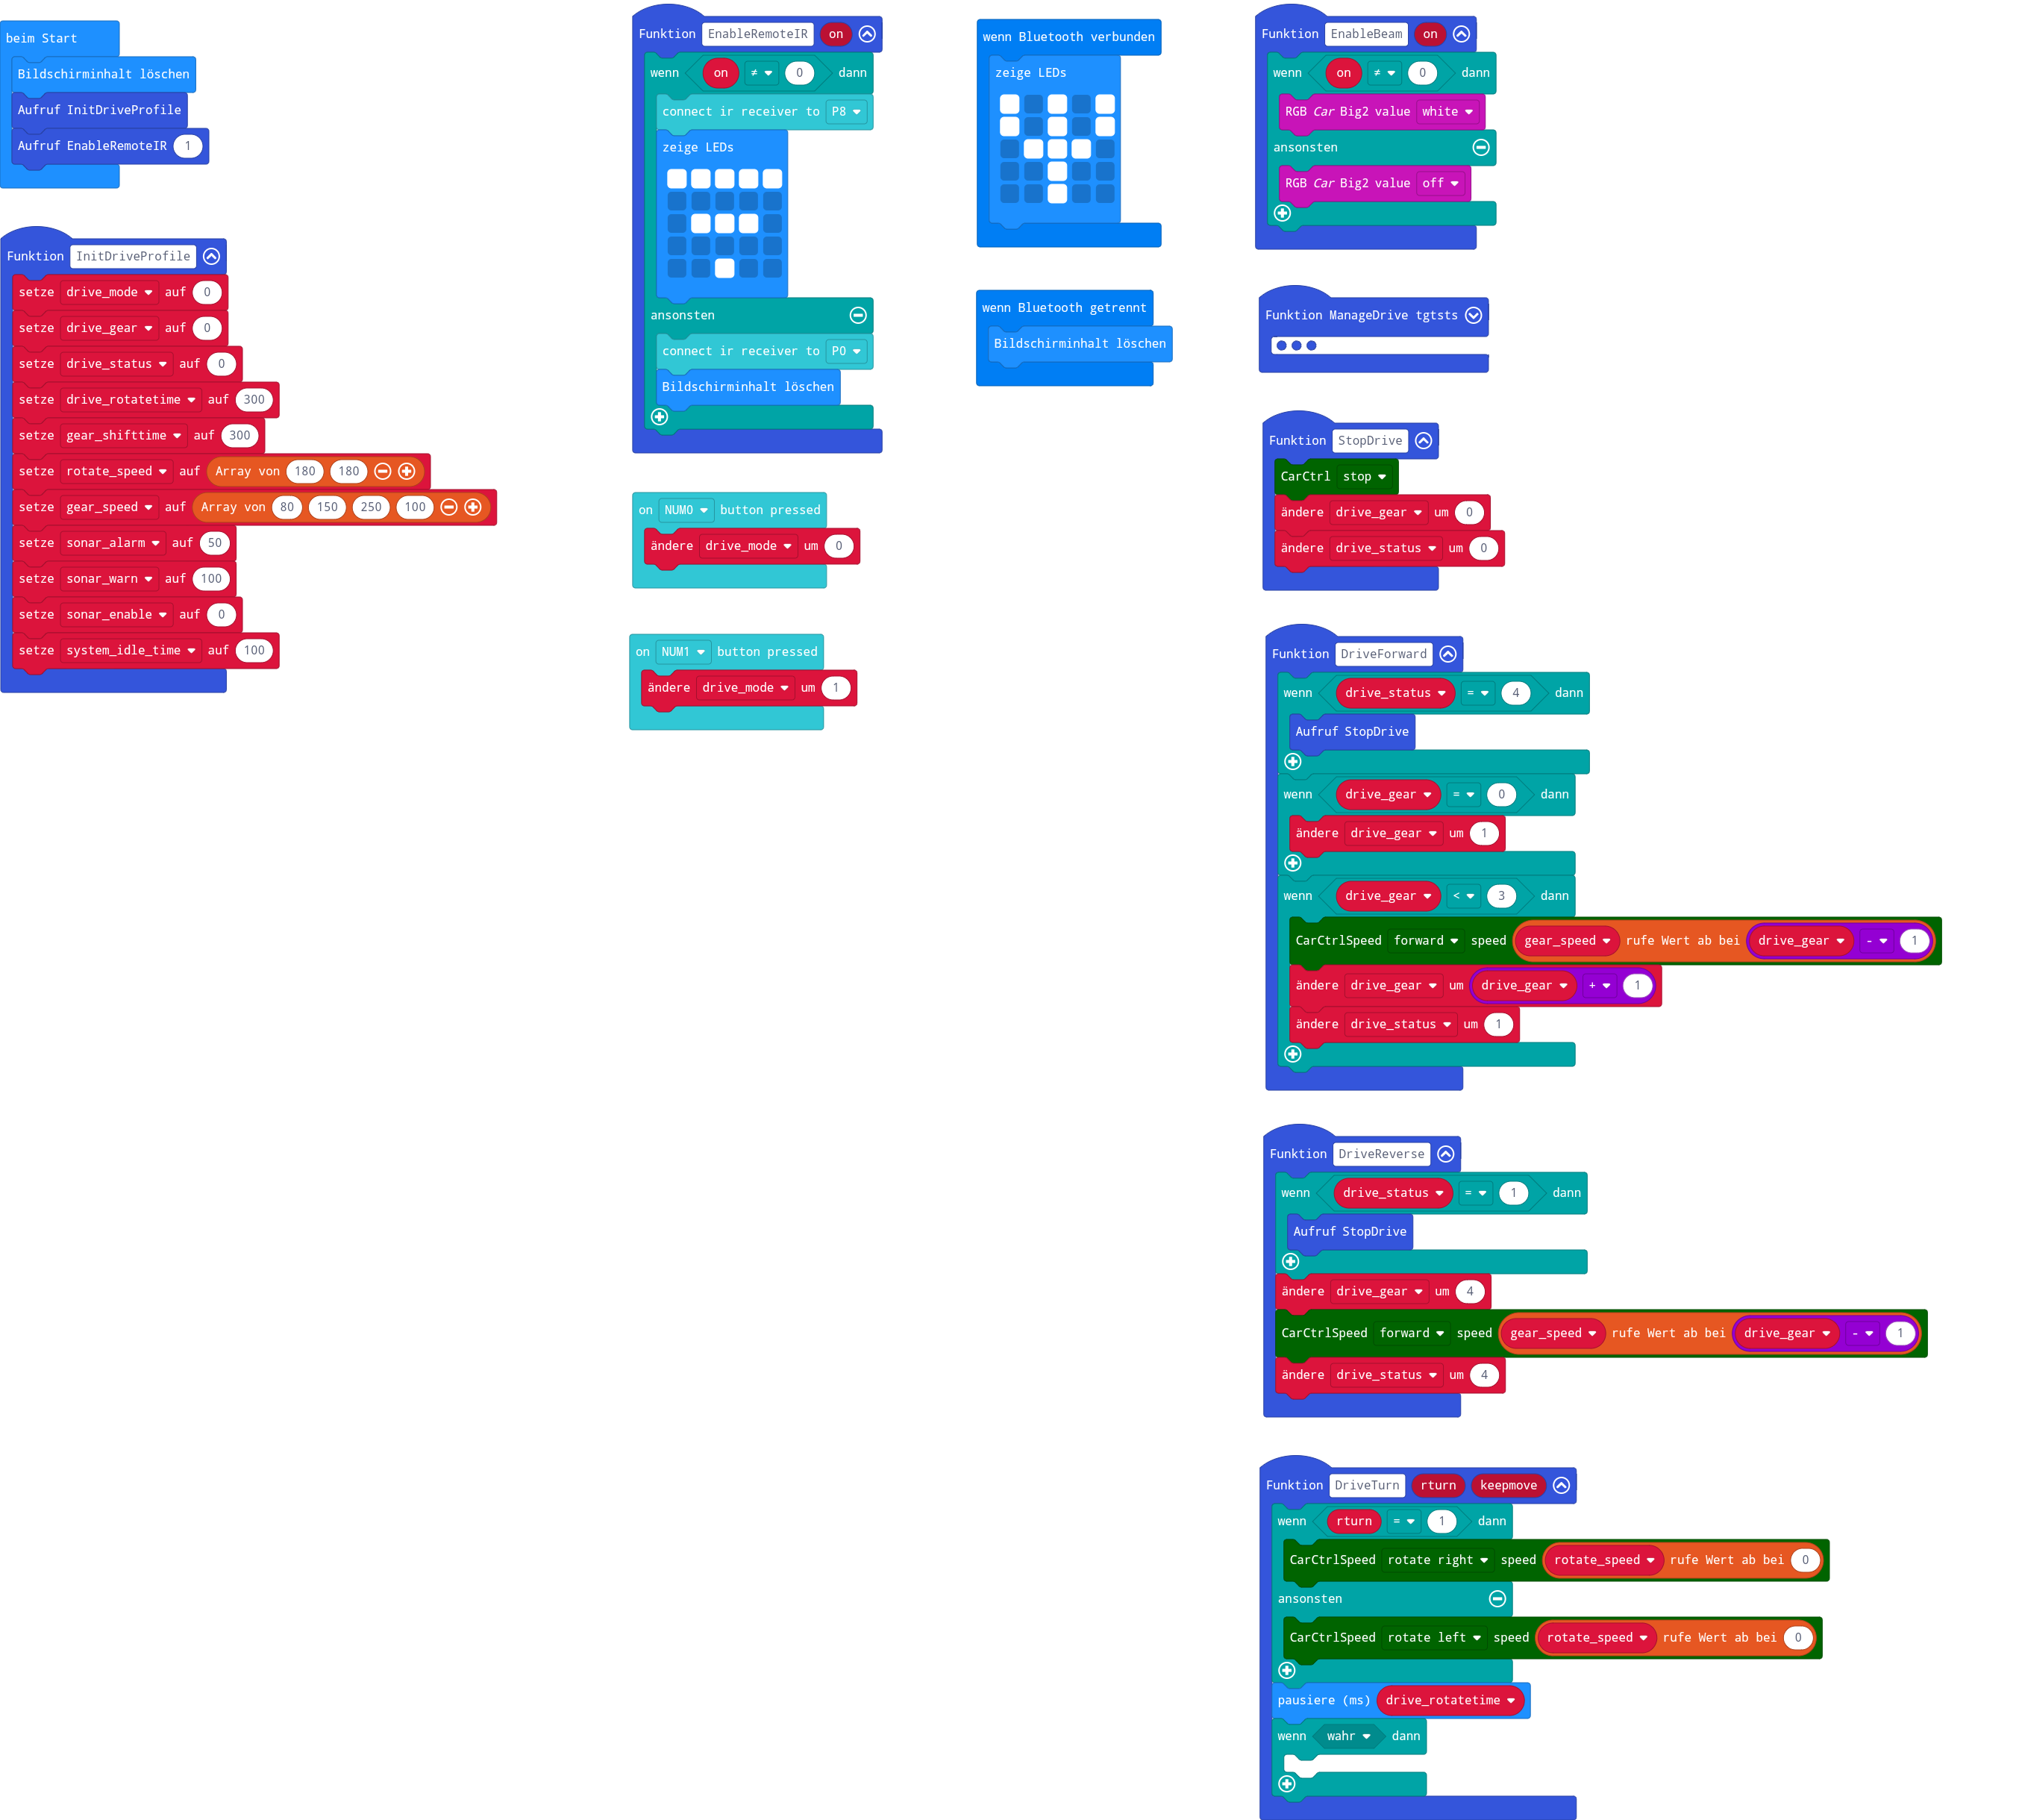 beim Start
Bildschirminhalt löschen
Aufruf InitDriveProfile
Aufruf EnableRemoteIR 1
Funktion InitDriveProfile
setze drive_mode auf 0
setze drive_gear auf 0
setze drive_status auf 0
setze drive_rotatetime auf 300
setze gear_shifttime auf 300
setze rotate_speed auf Array von 180 180
setze gear_speed auf Array von 80 150 250 100
setze sonar_alarm auf 50
setze sonar_warn auf 100
setze sonar_enable auf 0
setze system_idle_time auf 100
Funktion EnableRemoteIR on
wenn on ≠ 0 dann
connect ir receiver to P8
zeige LEDs
ansonsten
connect ir receiver to P0
Bildschirminhalt löschen
on NUM0 button pressed
ändere drive_mode um 0
on NUM1 button pressed
ändere drive_mode um 1
wenn Bluetooth verbunden
zeige LEDs
wenn Bluetooth getrennt
Bildschirminhalt löschen
Funktion EnableBeam on
wenn on ≠ 0 dann
RGB Car Big2 value white
ansonsten
RGB Car Big2 value off
Funktion ManageDrive tgtsts
Funktion StopDrive
CarCtrl stop
ändere drive_gear um 0
ändere drive_status um 0
Funktion DriveForward
wenn drive_status = 4 dann
Aufruf StopDrive
wenn drive_gear = 0 dann
ändere drive_gear um 1
wenn drive_gear < 3 dann
CarCtrlSpeed forward speed gear_speed rufe Wert ab bei drive_gear - 1
ändere drive_gear um drive_gear + 1
ändere drive_status um 1
Funktion DriveReverse
wenn drive_status = 1 dann
Aufruf StopDrive
ändere drive_gear um 4
CarCtrlSpeed forward speed gear_speed rufe Wert ab bei drive_gear - 1
ändere drive_status um 4
Funktion DriveTurn rturn keepmove
wenn rturn = 1 dann
CarCtrlSpeed rotate right speed rotate_speed rufe Wert ab bei 0
ansonsten
CarCtrlSpeed rotate left speed rotate_speed rufe Wert ab bei 0
pausiere (ms) drive_rotatetime
wenn wahr dann